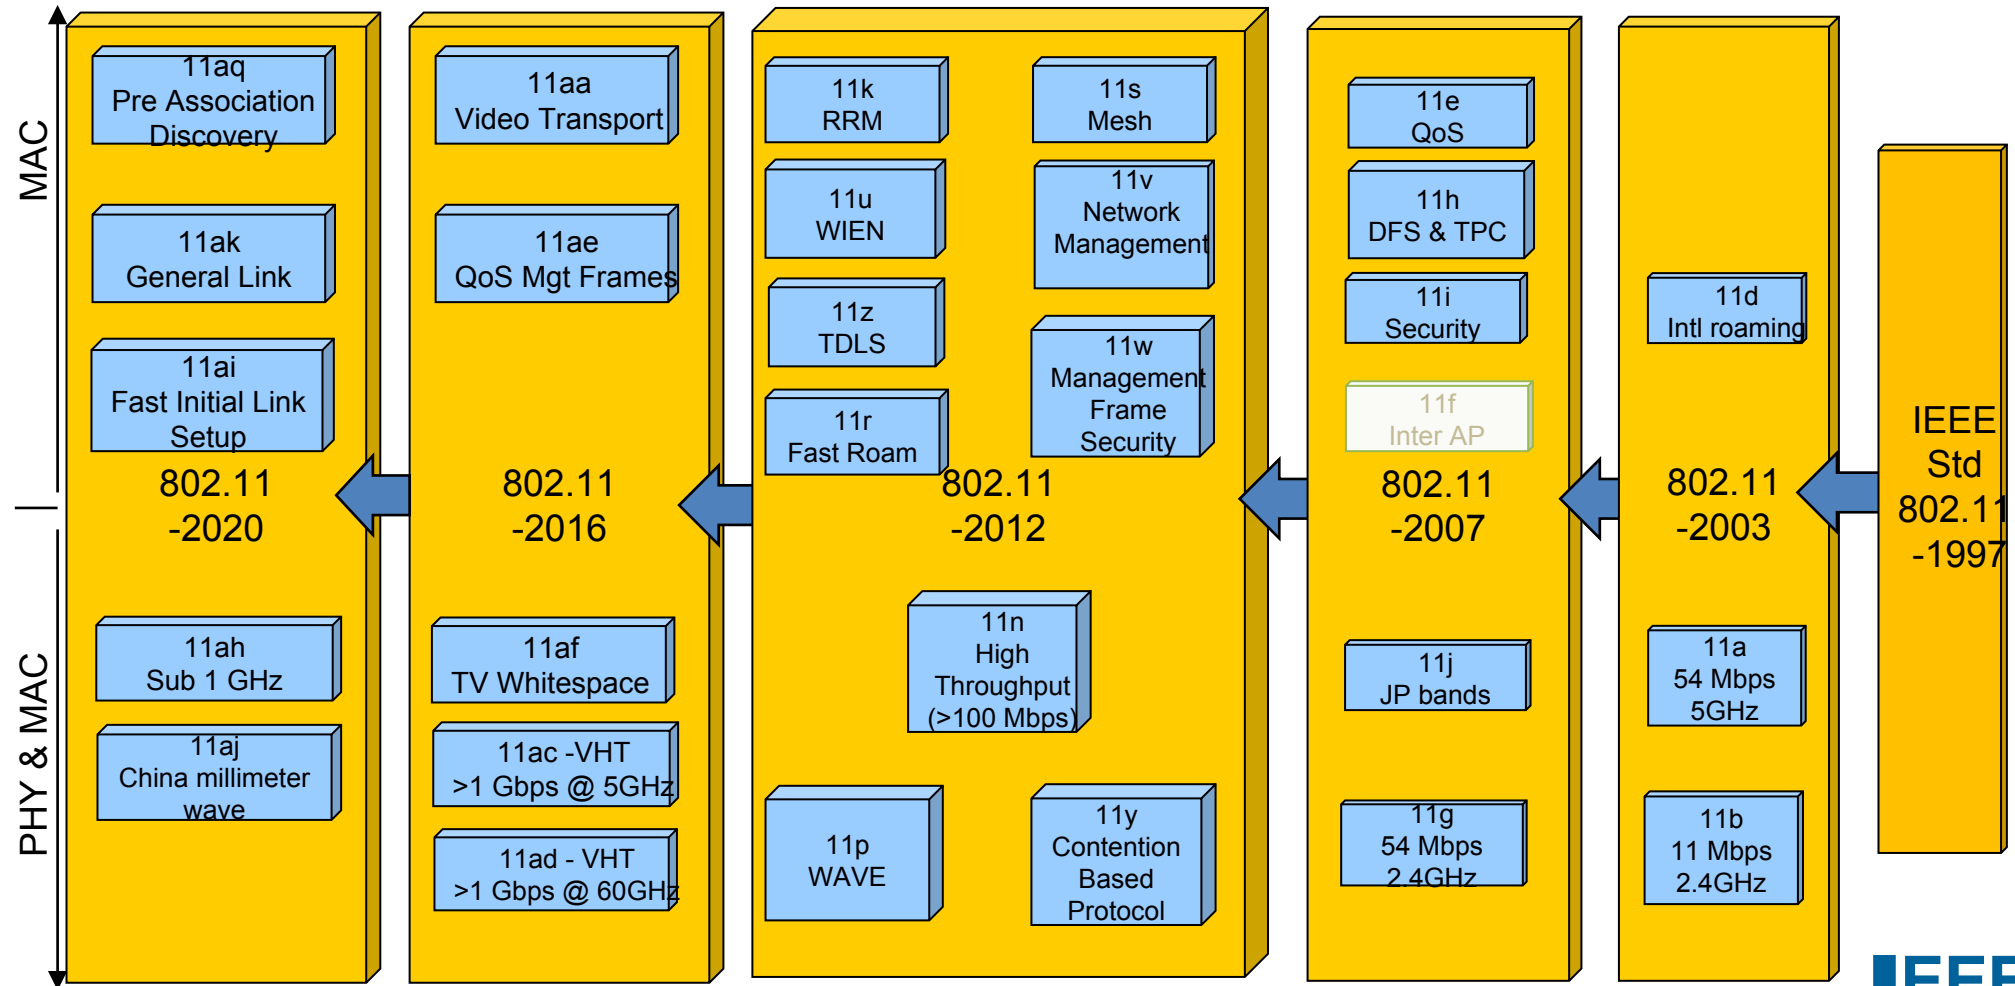 MAC
PHY & MAC
11aq
Pre Association
Discovery
11ak
General Link
11ai
Fast Initial Link
Setup
802.11
-2020
11ah
Sub 1 GHz
11aj
China millimeter
wave
11aa
Video Transport
11ae
QoS Mgt Frames
802.11
-2016
11af
TV Whitespace
11ac -VHT
>1 Gbps @ 5GHz
11ad - VHT
>1 Gbps @ 60GHz
11k
RRM
11s
Mesh
11u
WIEN
11v
Network
Management
11z
TDLS
11w
Management
Frame
Security
11r
Fast Roam
802.11
-2012
11n
High
Throughput
(>100 Mbps)
11p
WAVE
11y
Contention
Based
Protocol
11e
QoS
11h
DFS & TPC
11i
Security
11f
Inter AP
802.11
-2007
11j
JP bands
11g
54 Mbps
2.4GHz
11d
Intl roaming
802.11
-2003
11a
54 Mbps
5GHz
11b
11 Mbps
2.4GHz
IEEE
Std
802.11
-1997